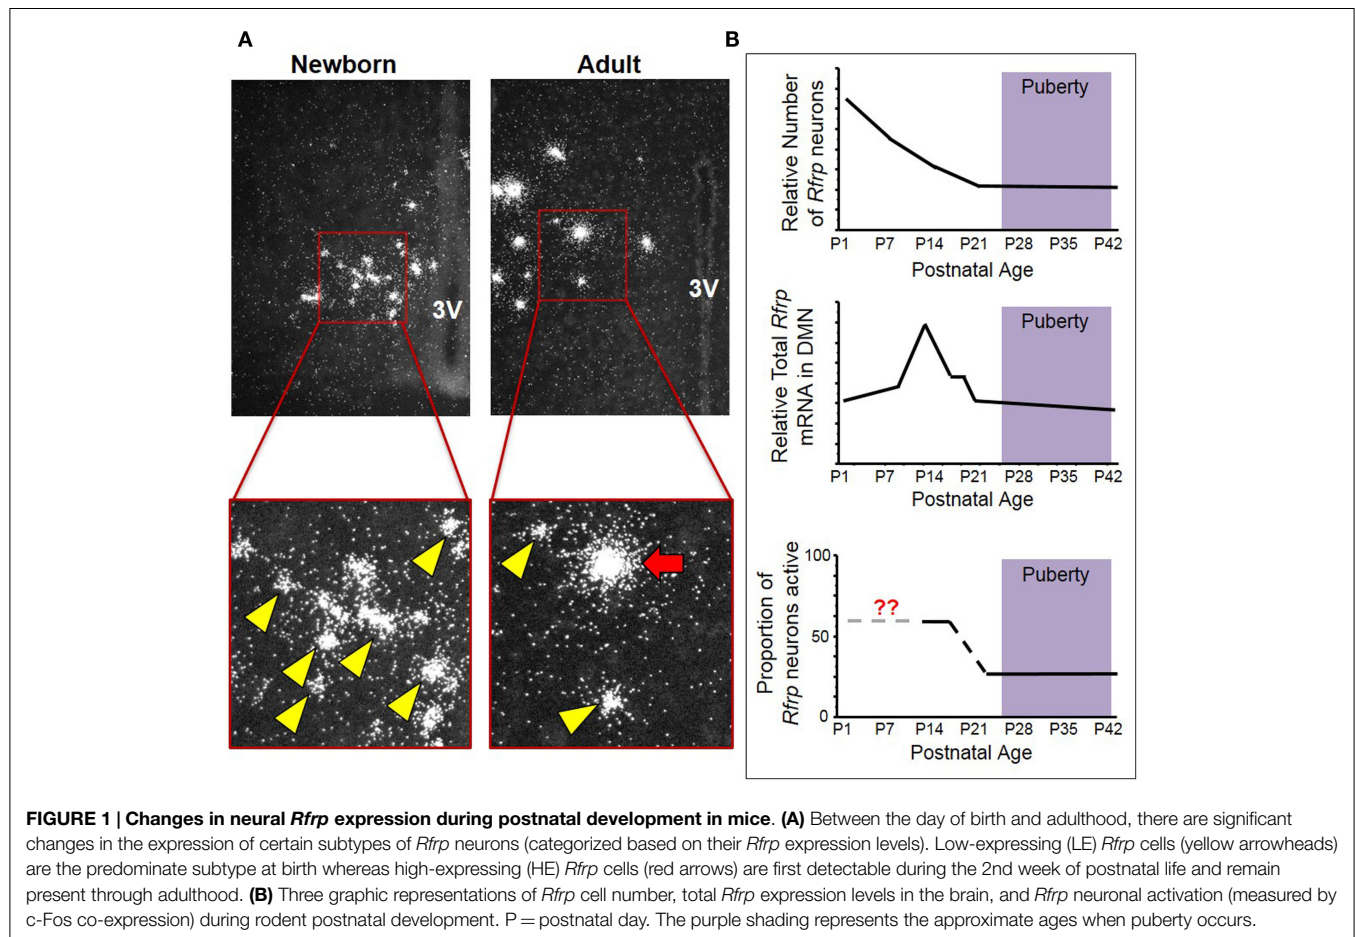 A
Newborn
Adult
3V
3V
B
Relative Number
of Rfrp neurons
Puberty
P1 P7 P14 P21 P28 P35 P42
Postnatal Age
Relative Total Rfrp
mRNA in DMN
Puberty
P1 P7 P14 P21 P28 P35 P42
Postnatal Age
Proportion of
Rfrp neurons active
100
50
0
??
Puberty
P1 P7 P14 P21 P28 P35 P42
Postnatal Age
FIGURE 1 | Changes in neural Rfrp expression during postnatal development in mice. (A) Between the day of birth and adulthood, there are significant
changes in the expression of certain subtypes of Rfrp neurons (categorized based on their Rfrp expression levels). Low-expressing (LE) Rfrp cells (yellow arrowheads)
are the predominate subtype at birth whereas high-expressing (HE) Rfrp cells (red arrows) are first detectable during the 2nd week of postnatal life and remain
present through adulthood. (B) Three graphic representations of Rfrp cell number, total Rfrp expression levels in the brain, and Rfrp neuronal activation (measured by
c-Fos co-expression) during rodent postnatal development. P = postnatal day. The purple shading represents the approximate ages when puberty occurs.